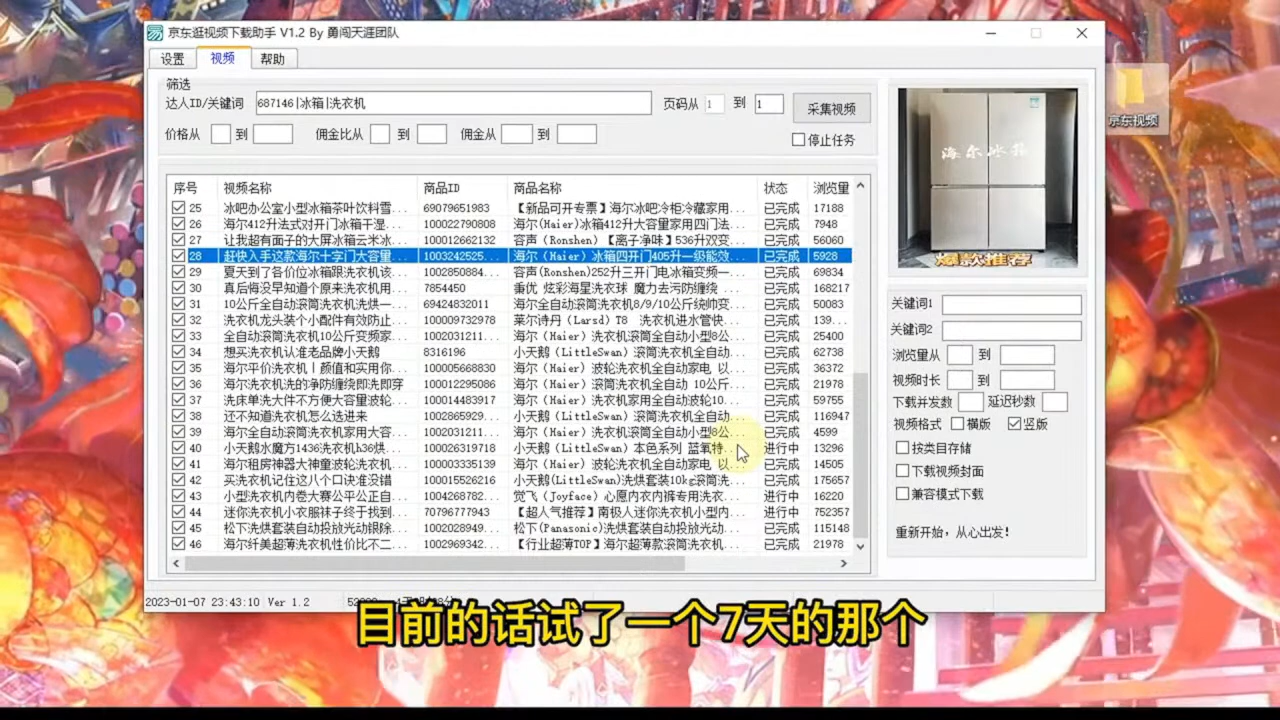 京东逛视频下载助手 V1.2 By 勇闯天涯团队
设置 视频 帮助
筛选
达人ID/关键词 687146|冰箱|洗衣机 页码从 1 到 1 采集视频
价格从 到 佣金比从 到 佣金从 到 停止任务
序号 视频名称 商品ID 商品名称 状态 浏览量
25 冰吧办公室小型冰箱茶叶饮料雪... 69079651983 【新品可开专票】海尔冰吧冷柜冷藏家用... 已完成 17188
26 海尔412升法式对开门冰箱干湿... 100022790808 海尔(Haier)冰箱412升大容量家用四门法... 已完成 7948
27 让我超有面子的大屏冰箱云米冰... 100012662132 容声（Ronshen）【离子净味】536升双变... 已完成 56060
28 赶快入手这款海尔十字门大容量... 1003242525... 海尔（Haier）冰箱四开门405升一级能效... 已完成 5928
29 夏天到了各价位冰箱跟洗衣机该... 1002850884... 容声(Ronshen)252升三开门电冰箱变频一... 已完成 69834
30 真后悔没早知道个原来洗衣机用... 7854450 垂优 炫彩海星洗衣球 魔力去污防缠绕 ... 已完成 168217
31 10公斤全自动滚筒洗衣机洗烘一... 69424832011 海尔全自动滚筒洗衣机8/9/10公斤续帅变... 已完成 50083
32 洗衣机龙头装个小配件有效防止... 100009732978 莱尔诗丹（Larsd）T8 洗衣机进水管快... 已完成 139...
33 全自动滚筒洗衣机10公斤变频家... 1002031211... 海尔（Haier）洗衣机滚筒全自动小型8公... 已完成 25400
34 想买洗衣机认准老品牌小天鹅 8316196 小天鹅（LittleSwan）滚筒洗衣机全自动... 已完成 62738
35 海尔平价洗衣机丨颜值和实用你... 100005668830 海尔（Haier）波轮洗衣机全自动家电 以... 已完成 36372
36 海尔洗衣机洗的净防缠绕即洗即穿 100012295086 海尔（Haier）滚筒洗衣机全自动 10公斤... 已完成 21978
37 洗床单洗大件不方便大容量波轮... 100014483917 海尔（Haier）洗衣机家用全自动波轮10... 已完成 59755
38 还不知道洗衣机怎么选进来 1002865929... 小天鹅（LittleSwan）滚筒洗衣机全自动... 已完成 116947
39 全自动滚筒洗衣机家用大容... 1002031211... 海尔（Haier）洗衣机滚筒全自动小型8公... 已完成 4599
40 小天鹅水魔方1436洗衣机h36烘... 100026319718 小天鹅（LittleSwan）本色系列 蓝氧特... 进行中 13296
41 海尔租房神器大神童波轮洗衣机... 100003335139 海尔（Haier）波轮洗衣机全自动家电 以... 已完成 14505
42 买洗衣机记住这八个口诀准没错 100015526216 小天鹅(LittleSwan)洗烘套装10kg滚筒洗... 已完成 175657
43 小型洗衣机内卷大赛公平公正自... 1004268782... 觉飞（Joyface）心愿内衣内裤专用洗衣... 进行中 16220
44 迷你洗衣机小衣服袜子终于找到... 70796777943 【超人气推荐】南极人迷你洗衣机小型内... 进行中 752357
45 松下洗烘套装自动投放光动银除... 1002028949... 松下(Panasonic)洗烘套装自动投放光动... 已完成 115148
46 海尔纤美超薄洗衣机性价比不二... 1002969342... 【行业超薄TOP】海尔超薄款滚筒洗衣机... 已完成 21978
海尔冰箱
爆款推荐
关键词1
关键词2
浏览量从 到
视频时长 到
下载并发数 延迟秒数
视频格式 横版 竖版
按类目存储
下载视频封面
兼容模式下载
重新开始，从心出发！
京东视频
2023-01-07 23:43:10 Ver 1.2
目前的话试了一个7天的那个